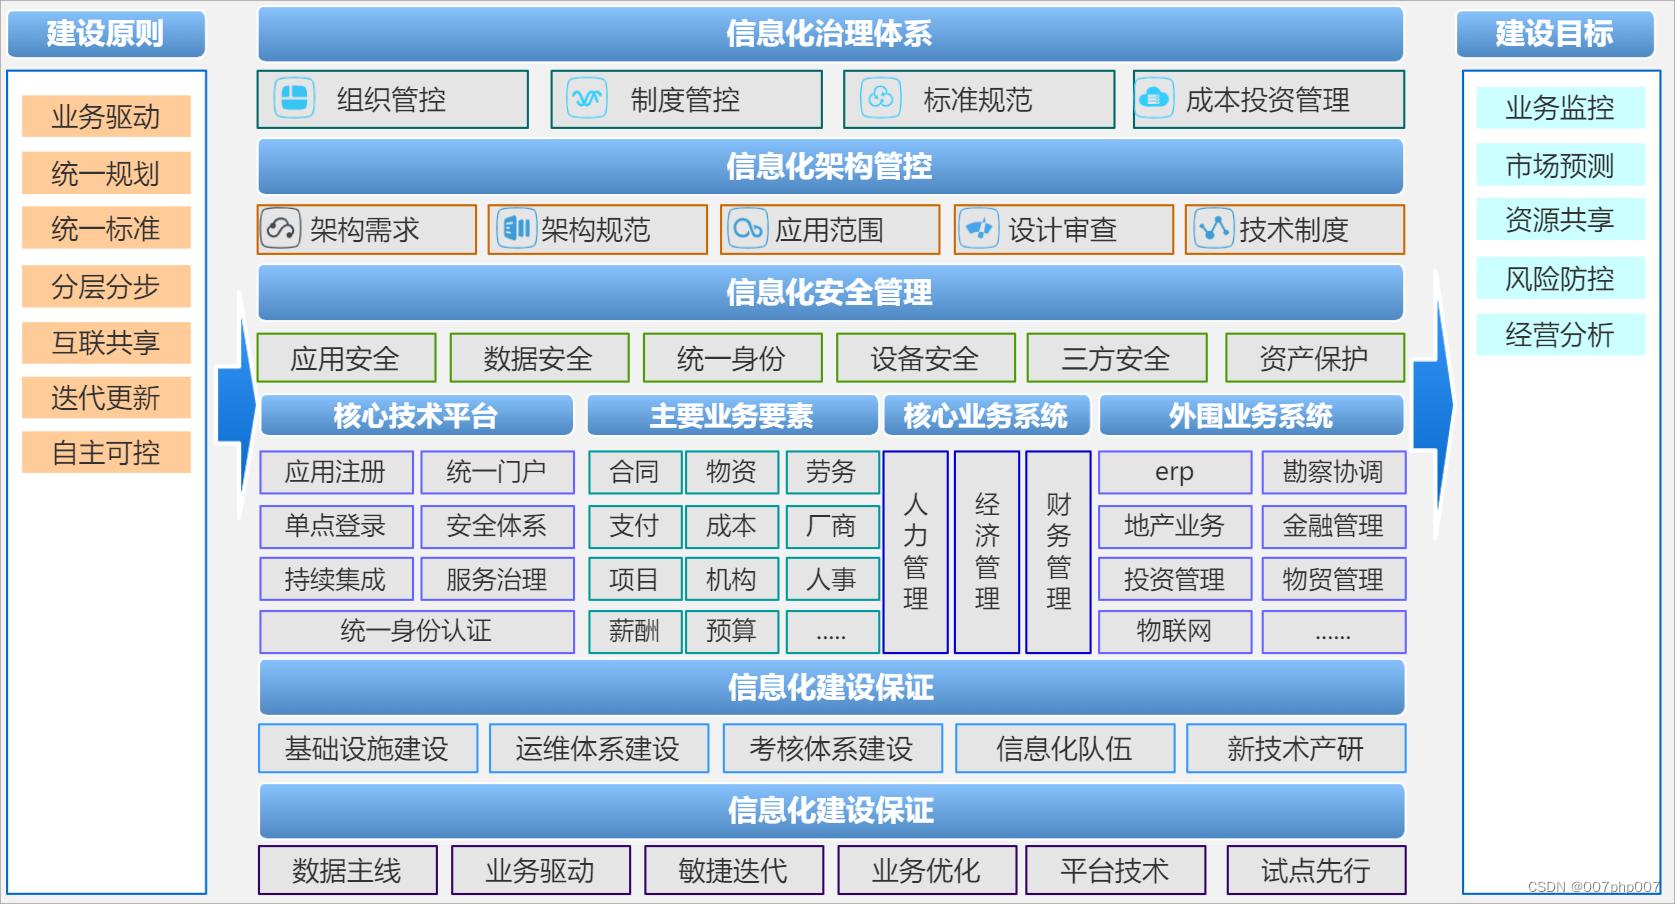 建设原则
业务驱动
统一规划
统一标准
分层分步
互联共享
迭代更新
自主可控
信息化治理体系
组织管控
制度管控
标准规范
成本投资管理
信息化架构管控
架构需求
架构规范
应用范围
设计审查
技术制度
信息化安全管理
应用安全
数据安全
统一身份
设备安全
三方安全
资产保护
核心技术平台
应用注册
统一门户
单点登录
安全体系
持续集成
服务治理
统一身份认证
主要业务要素
合同
物资
劳务
支付
成本
厂商
项目
机构
人事
薪酬
预算
.....
核心业务系统
人力管理
经济管理
财务管理
外围业务系统
erp
勘察协调
地产业务
金融管理
投资管理
物贸管理
物联网
......
信息化建设保证
基础设施建设
运维体系建设
考核体系建设
信息化队伍
新技术产研
信息化建设保证
数据主线
业务驱动
敏捷迭代
业务优化
平台技术
试点先行
建设目标
业务监控
市场预测
资源共享
风险防控
经营分析
CSDN @007php007